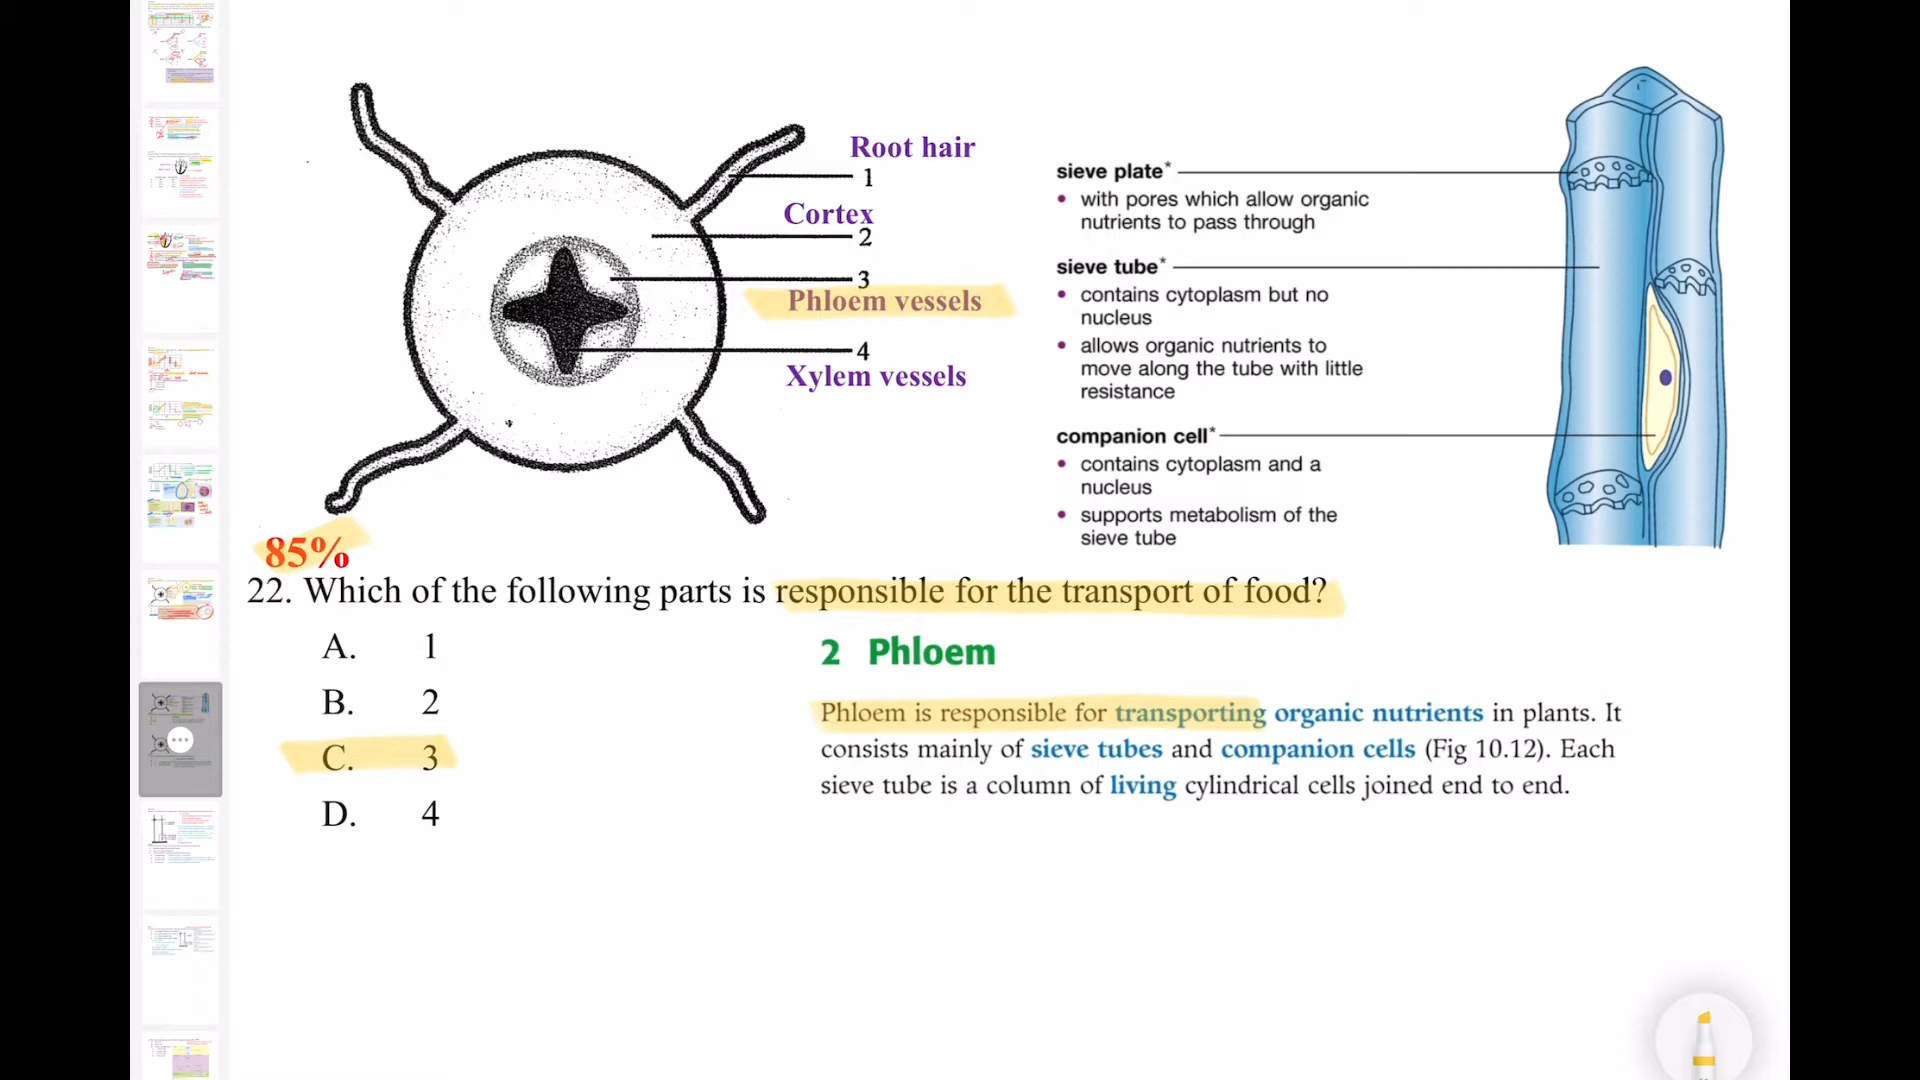 Root hair
1
Cortex
2
3
Phloem vessels
4
Xylem vessels
sieve plate*
• with pores which allow organic
nutrients to pass through
sieve tube*
• contains cytoplasm but no
nucleus
• allows organic nutrients to
move along the tube with little
resistance
companion cell*
• contains cytoplasm and a
nucleus
• supports metabolism of the
sieve tube
85%
22. Which of the following parts is responsible for the transport of food?
A. 1
B. 2
C. 3
D. 4
2 Phloem
Phloem is responsible for transporting organic nutrients in plants. It
consists mainly of sieve tubes and companion cells (Fig 10.12). Each
sieve tube is a column of living cylindrical cells joined end to end.